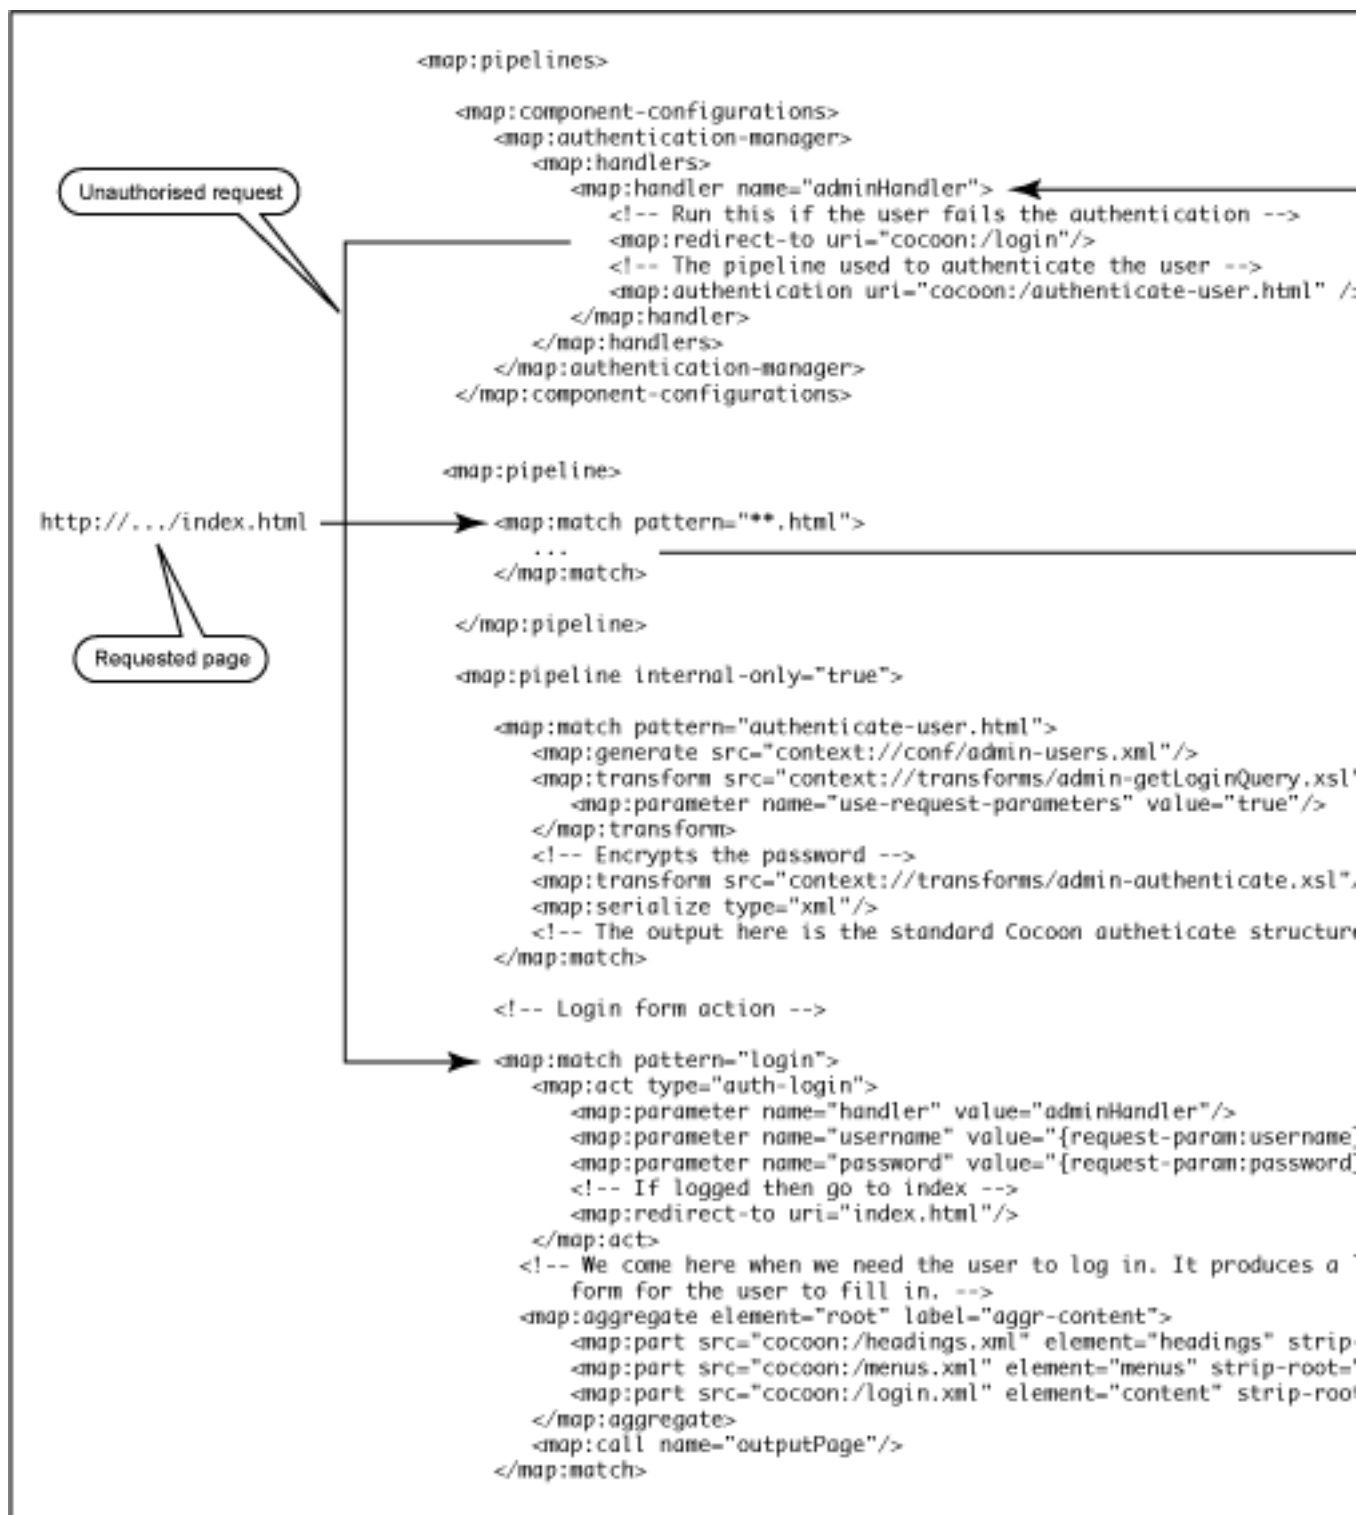 <map:pipelines>
<map:component-configurations>
<map:authentication-manager>
<map:handlers>
Unauthorised request
<map:handler name="adminHandler">
<!-- Run this if the user fails the authentication -->
<map:redirect-to uri="cocoon:/login"/>
<!-- The pipeline used to authenticate the user -->
<map:authentication uri="cocoon:/authenticate-user.html" />
</map:handler>
</map:handlers>
</map:authentication-manager>
</map:component-configurations>
<map:pipeline>
http://.../index.html
<map:match pattern="**.html">
...
</map:match>
</map:pipeline>
Requested page
<map:pipeline internal-only="true">
<map:match pattern="authenticate-user.html">
<map:generate src="context://conf/admin-users.xml"/>
<map:transform src="context://transforms/admin-getLoginQuery.xsl"
<map:parameter name="use-request-parameters" value="true"/>
</map:transform>
<!-- Encrypts the password -->
<map:transform src="context://transforms/admin-authenticate.xsl"/
<map:serialize type="xml"/>
<!-- The output here is the standard Cocoon autheticate structure
</map:match>
<!-- Login form action -->
<map:match pattern="login">
<map:act type="auth-login">
<map:parameter name="handler" value="adminHandler"/>
<map:parameter name="username" value="{request-param:username}
<map:parameter name="password" value="{request-param:password}
<!-- If logged then go to index -->
<map:redirect-to uri="index.html"/>
</map:act>
<!-- We come here when we need the user to log in. It produces a
form for the user to fill in. -->
<map:aggregate element="root" label="aggr-content">
<map:part src="cocoon:/headings.xml" element="headings" strip-
<map:part src="cocoon:/menus.xml" element="menus" strip-root="
<map:part src="cocoon:/login.xml" element="content" strip-root
</map:aggregate>
<map:call name="outputPage"/>
</map:match>